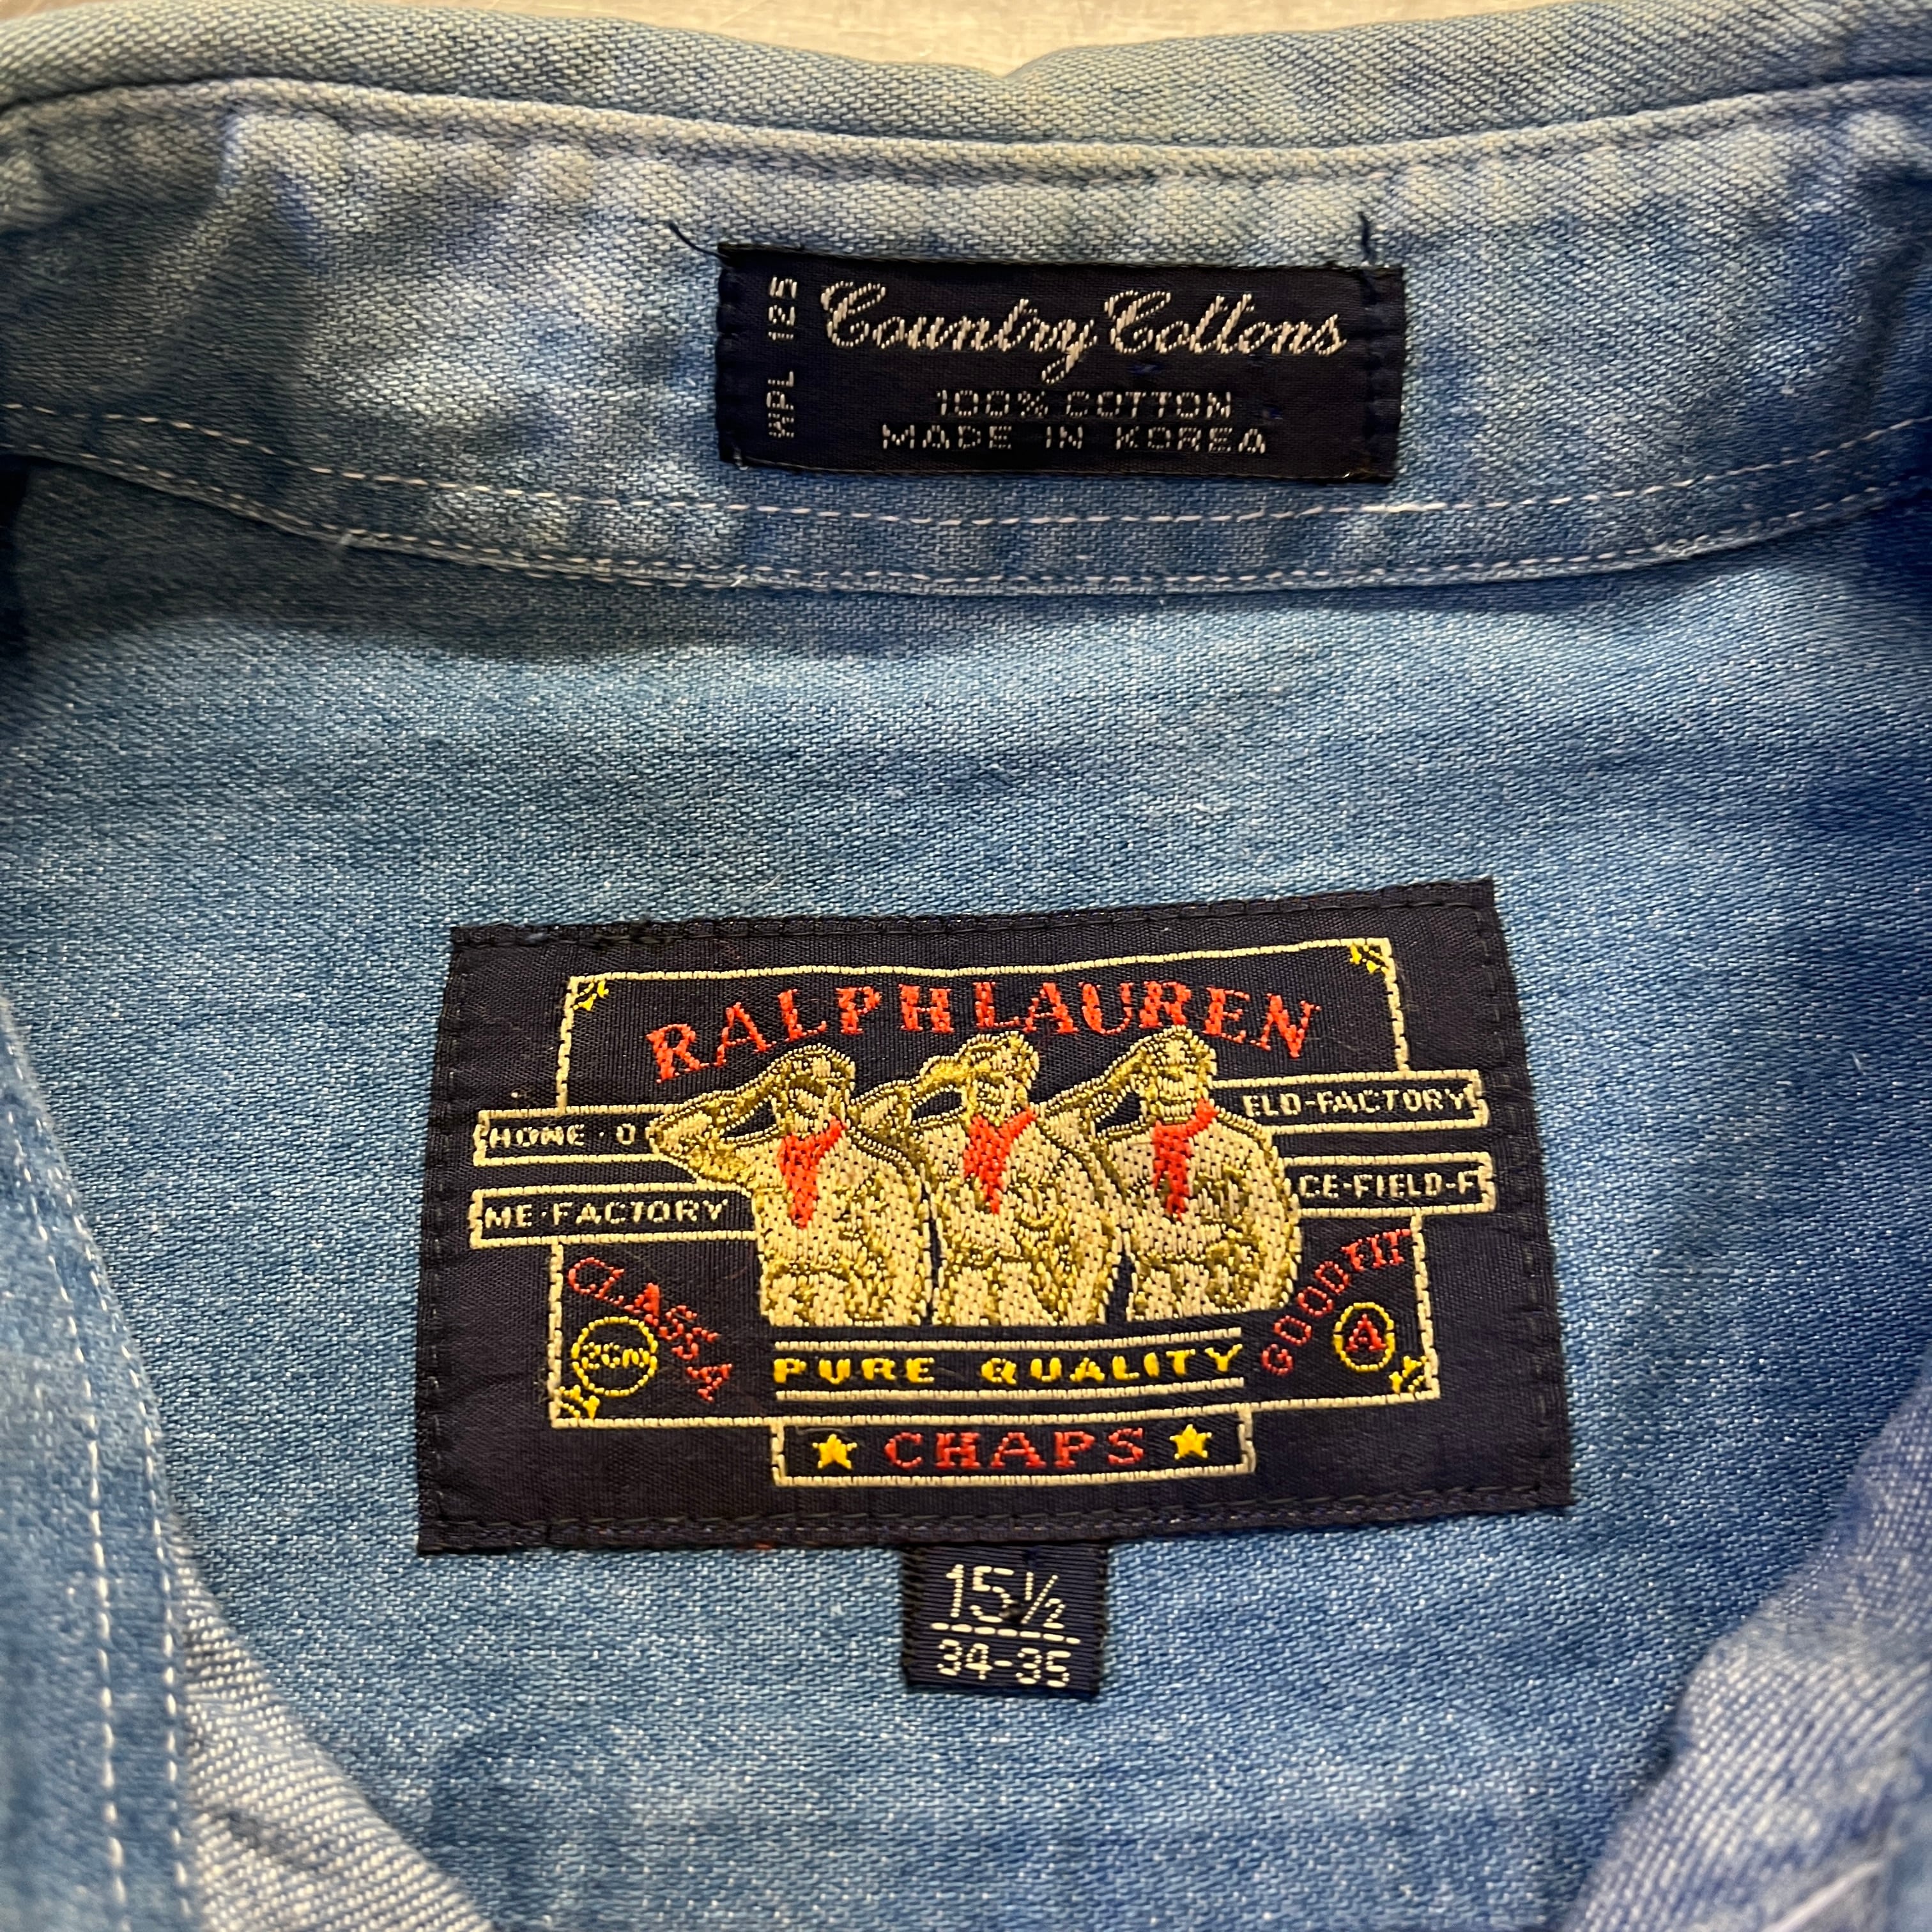 WPL 125
Country Cottons
100% COTTON
MADE IN KOREA
RALPH LAUREN
HOME · O
ELD-FACTORY
ME·FACTORY
CE-FIELD-F
CLASS A
GOOD FIT
A
PURE QUALITY
★ CHAPS ★
15½
34-35